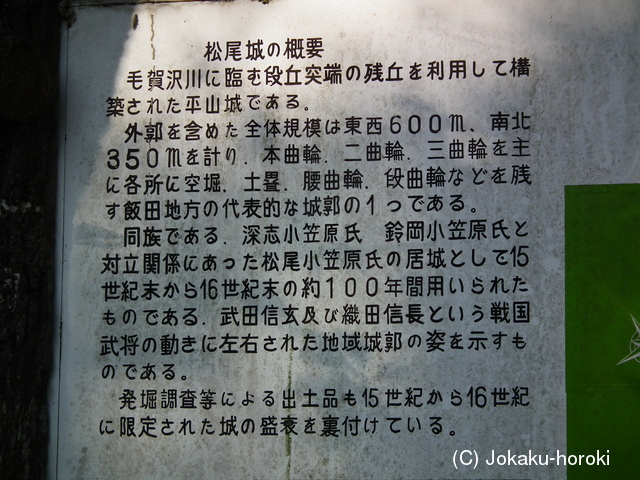 松尾城の概要
毛賀沢川に臨む段丘突端の残丘を利用して構
築された平山城である。
外郭を含めた全体規模は東西600m、南北
350mを計り、本曲輪、二曲輪、三曲輪を主
に各所に空堀、土畳、腰曲輪、段曲輪などを残
す飯田地方の代表的な城郭の1つである。
同族である、深志小笠原氏 鈴岡小笠原氏と
対立関係にあった松尾小笠原氏の居城として15
世紀末から16世紀末の約100年間用いられた
ものである、武田信玄及び織田信長という戦国
武将の動きに左右された地域城郭の姿を示すも
のである。
発掘調査等による出土品も15世紀から16世紀
に限定された城の盛衰を裏付けている。
(C) Jokaku-horoki